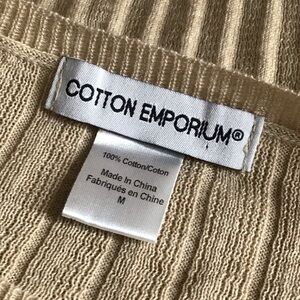 COTTON EMPORIUM®
100% Cotton/Coton
Made In China
Fabriqués en Chine
M